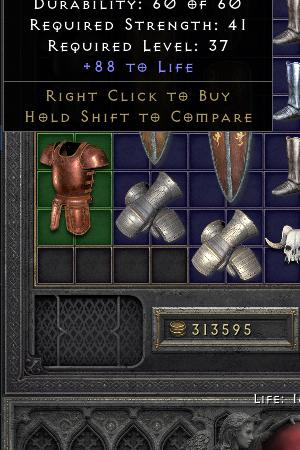 Durability: 60 of 60
Required Strength: 41
Required Level: 37
+88 to Life
Right Click to Buy
Hold Shift to Compare
313595
Life: